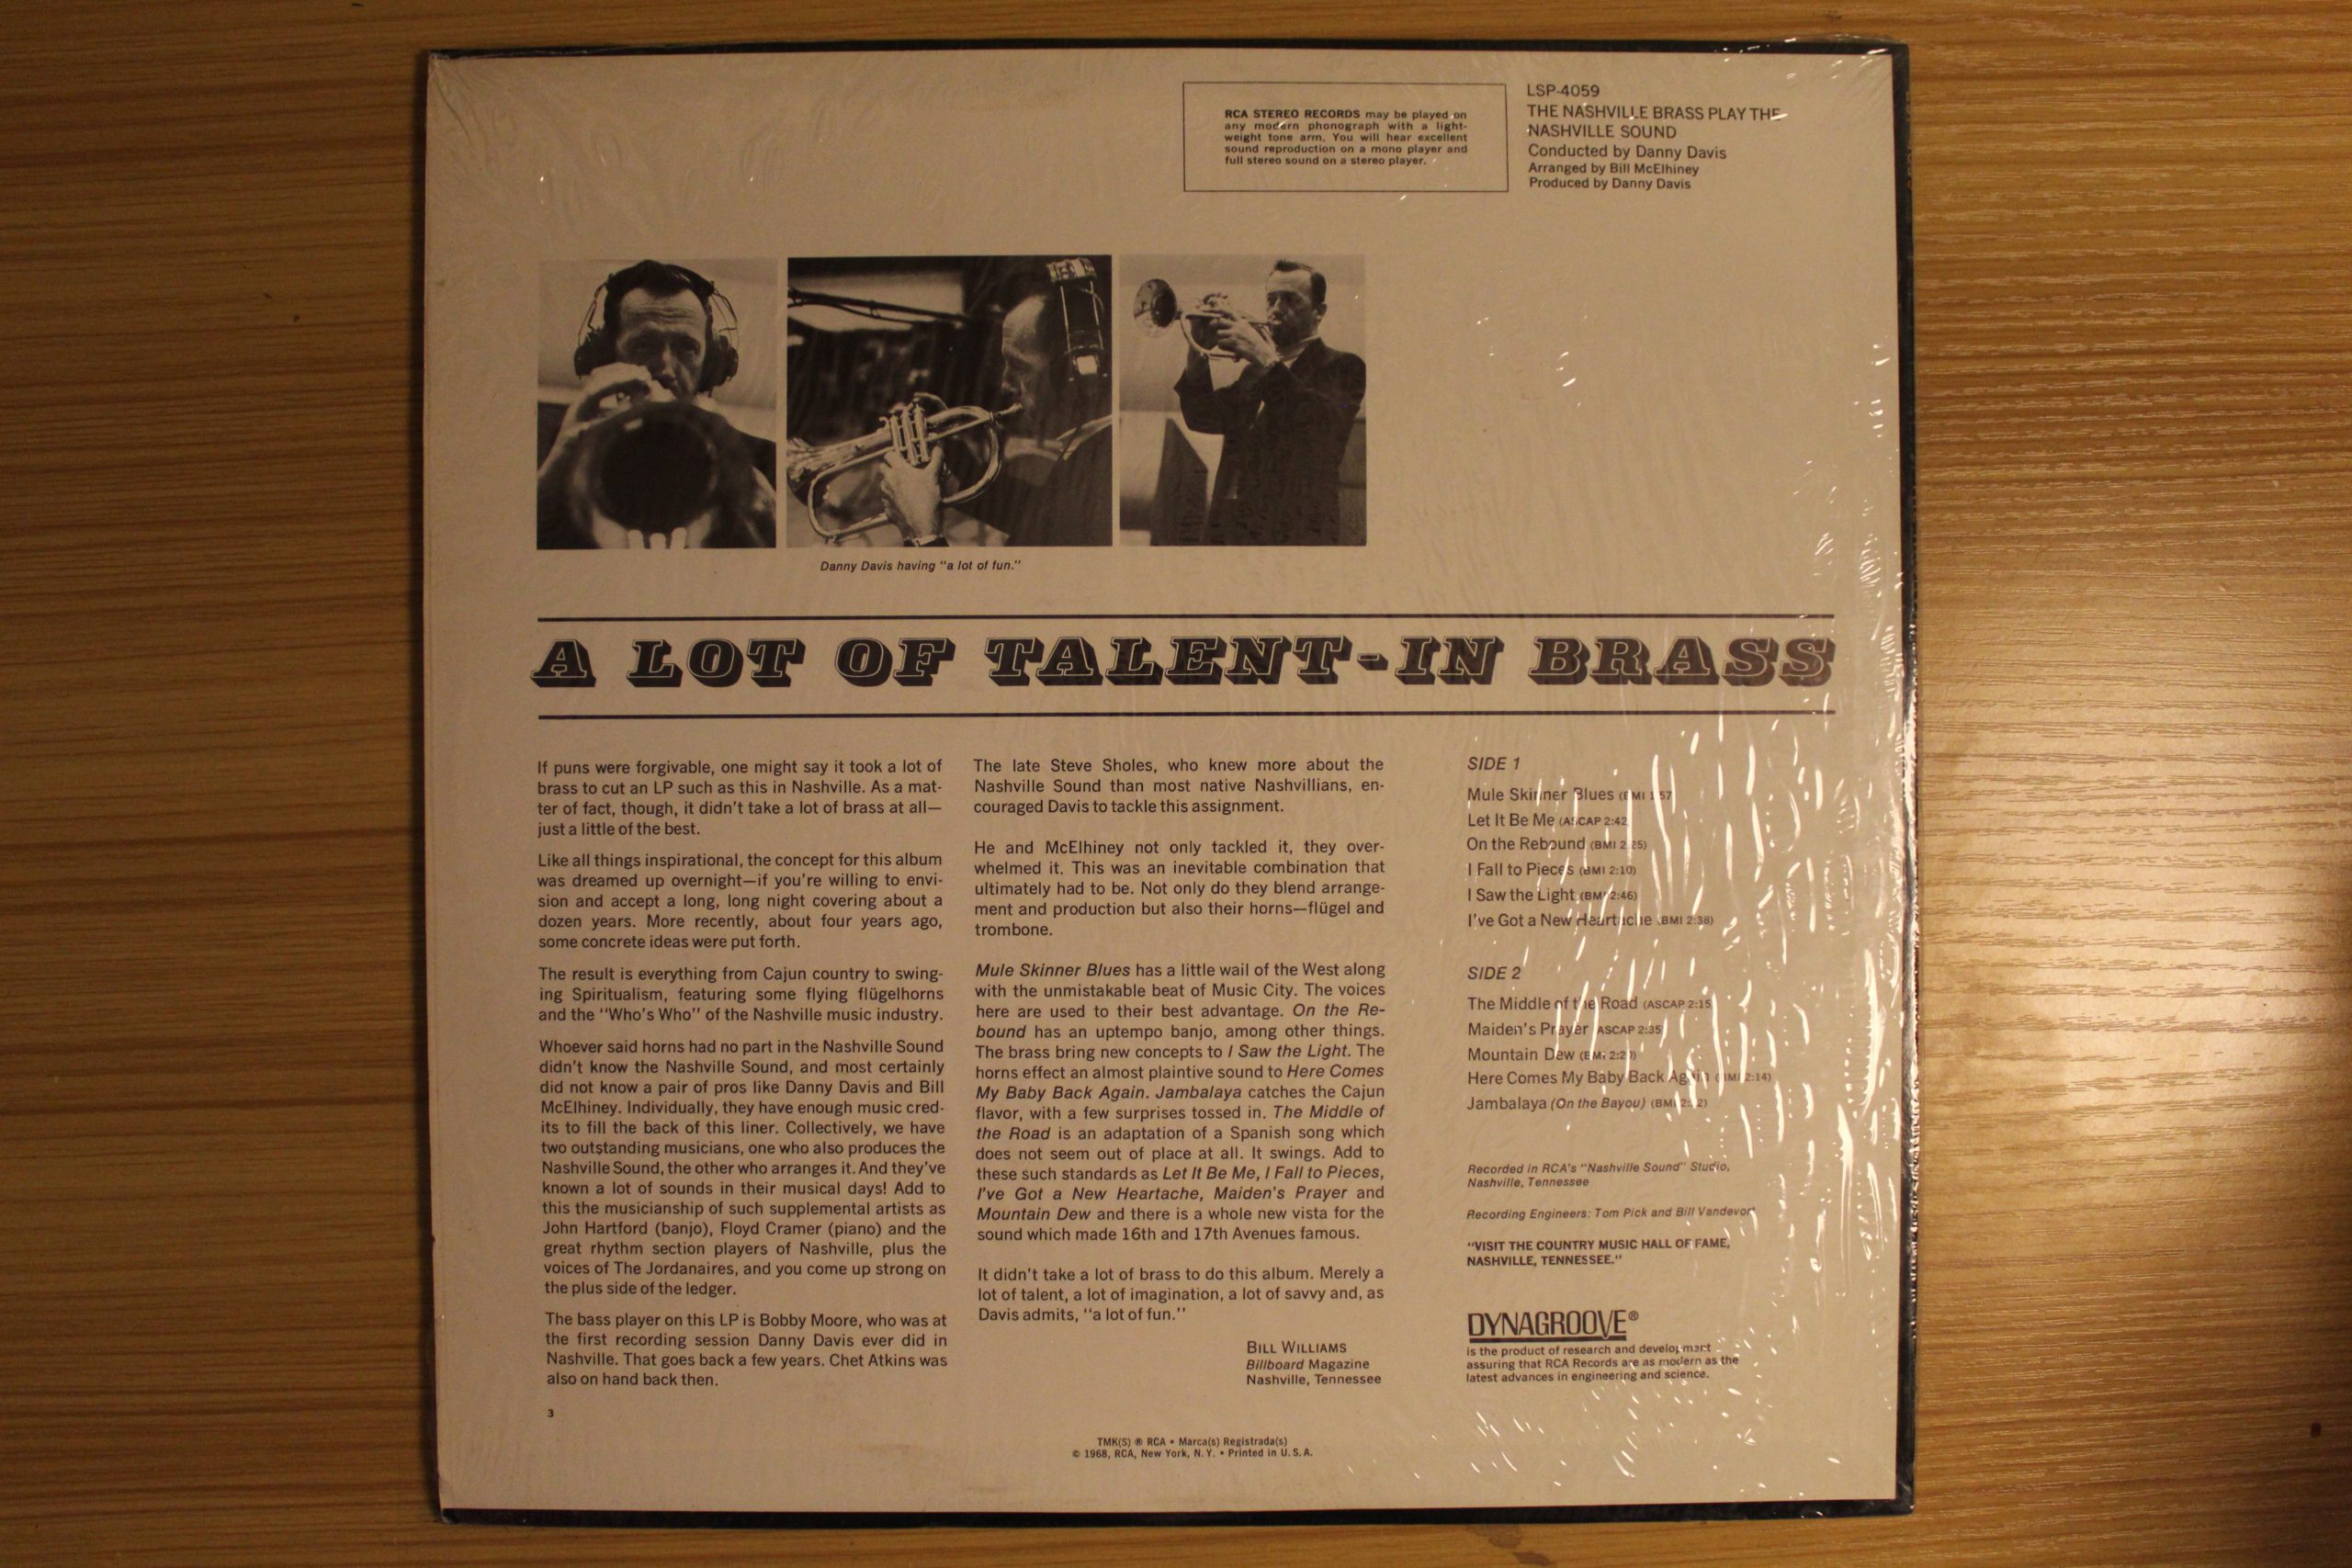 RCA STEREO RECORDS may be played on
any modern phonograph with a light-
weight tone arm. You will hear excellent
sound reproduction on a mono player and
full stereo sound on a stereo player.
LSP-4059
THE NASHVILLE BRASS PLAY THE
NASHVILLE SOUND
Conducted by Danny Davis
Arranged by Bill McElhiney
Produced by Danny Davis
Danny Davis having "a lot of fun."
A LOT OF TALENT-IN BRASS
If puns were forgivable, one might say it took a lot of
brass to cut an LP such as this in Nashville. As a mat-
ter of fact, though, it didn't take a lot of brass at all—
just a little of the best.
Like all things inspirational, the concept for this album
was dreamed up overnight—if you're willing to envi-
sion and accept a long, long night covering about a
dozen years. More recently, about four years ago,
some concrete ideas were put forth.
The result is everything from Cajun country to swing-
ing Spiritualism, featuring some flying flügelhorns
and the "Who's Who" of the Nashville music industry.
Whoever said horns had no part in the Nashville Sound
didn't know the Nashville Sound, and most certainly
did not know a pair of pros like Danny Davis and Bill
McElhiney. Individually, they have enough music cred-
its to fill the back of this liner. Collectively, we have
two outstanding musicians, one who also produces the
Nashville Sound, the other who arranges it. And they've
known a lot of sounds in their musical days! Add to
this the musicianship of such supplemental artists as
John Hartford (banjo), Floyd Cramer (piano) and the
great rhythm section players of Nashville, plus the
voices of The Jordanaires, and you come up strong on
the plus side of the ledger.
The bass player on this LP is Bobby Moore, who was at
the first recording session Danny Davis ever did in
Nashville. That goes back a few years. Chet Atkins was
also on hand back then.
3
The late Steve Sholes, who knew more about the
Nashville Sound than most native Nashvillians, en-
couraged Davis to tackle this assignment.
He and McElhiney not only tackled it, they over-
whelmed it. This was an inevitable combination that
ultimately had to be. Not only do they blend arrange-
ment and production but also their horns—flügel and
trombone.
Mule Skinner Blues has a little wail of the West along
with the unmistakable beat of Music City. The voices
here are used to their best advantage. On the Re-
bound has an uptempo banjo, among other things.
The brass bring new concepts to I Saw the Light. The
horns effect an almost plaintive sound to Here Comes
My Baby Back Again. Jambalaya catches the Cajun
flavor, with a few surprises tossed in. The Middle of
the Road is an adaptation of a Spanish song which
does not seem out of place at all. It swings. Add to
these such standards as Let It Be Me, I Fall to Pieces,
I've Got a New Heartache, Maiden's Prayer and
Mountain Dew and there is a whole new vista for the
sound which made 16th and 17th Avenues famous.
It didn't take a lot of brass to do this album. Merely a
lot of talent, a lot of imagination, a lot of savvy and, as
Davis admits, "a lot of fun."
BILL WILLIAMS
Billboard Magazine
Nashville, Tennessee
SIDE 1
Mule Skinner Blues (BMI 1:57
Let It Be Me (ASCAP 2:42
On the Rebound (BMI 2:25)
I Fall to Pieces (BMI 2:10)
I Saw the Light (BMI 2:46)
I've Got a New Heartache (BMI 2:38)
SIDE 2
The Middle of the Road (ASCAP 2:15
Maiden's Prayer (ASCAP 2:35
Mountain Dew (BMI
Here Comes My Baby Back Again (BMI 2:14)
Jambalaya (On the Bayou) (BMI
Recorded in RCA's "Nashville Sound" Studio,
Nashville, Tennessee
Recording Engineers: Tom Pick and Bill Vandevort
"VISIT THE COUNTRY MUSIC HALL OF FAME,
NASHVILLE, TENNESSEE."
DYNAGROOVE®
is the product of research and development
assuring that RCA Records are as modern as the
latest advances in engineering and science.
TMK(S) ® RCA • Marca(s) Registrada(s)
© 1968, RCA, New York, N. Y. • Printed in U. S. A.